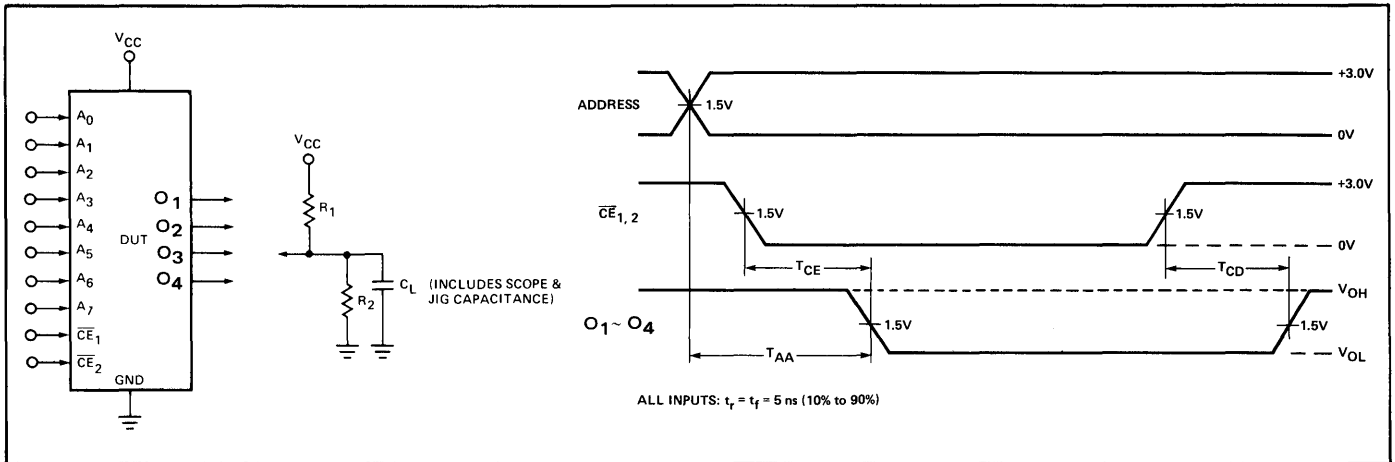 VCC
A0
A1
A2
A3
A4
A5
A6
A7
CE1
CE2
O1
O2
O3
O4
DUT
GND
VCC
R1
R2
CL (INCLUDES SCOPE &
JIG CAPACITANCE)
ADDRESS
1.5V
+3.0V
0V
CE1, 2
1.5V
1.5V
+3.0V
0V
TCE
TCD
O1~ O4
1.5V
1.5V
VOH
VOL
TAA
ALL INPUTS: tr = tf = 5 ns (10% to 90%)